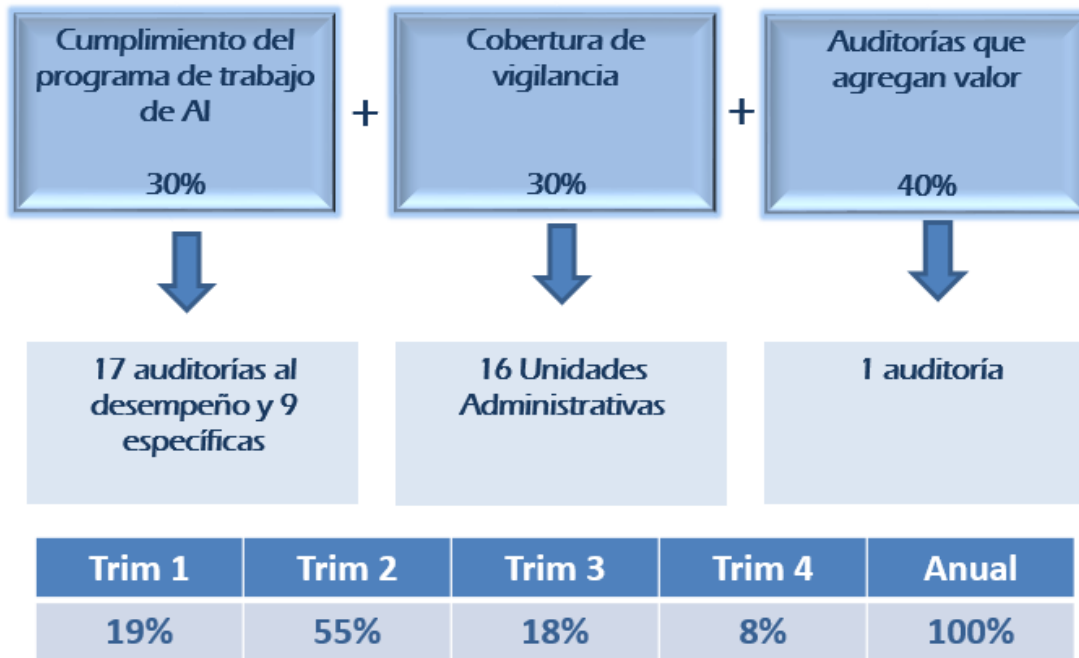 Cumplimiento del
programa de trabajo
de AI
30%
+
Cobertura de
vigilancia
30%
+
Auditorías que
agregan valor
40%
17 auditorías al
desempeño y 9
específicas
16 Unidades
Administrativas
1 auditoría
Trim 1 Trim 2 Trim 3 Trim 4 Anual
19% 55% 18% 8% 100%